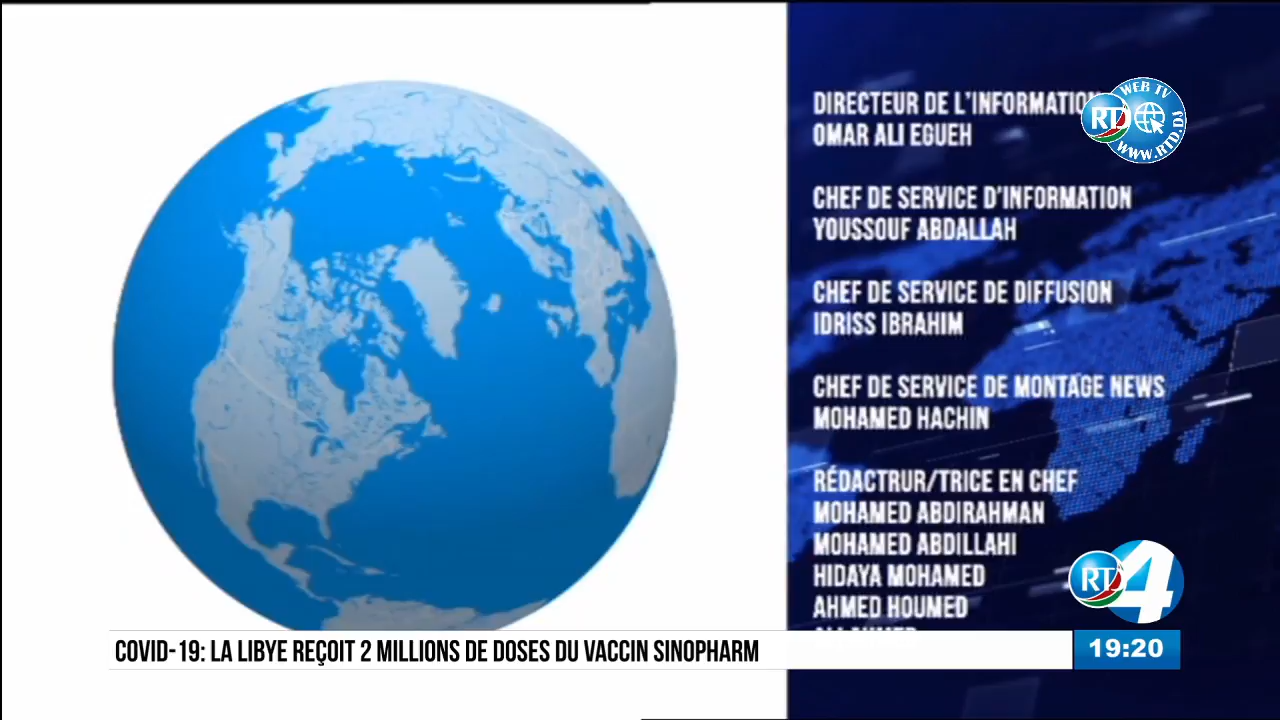 DIRECTEUR DE L'INFORMATION
OMAR ALI EGUEH
WEB TV
RTD
WWW.RTD.DJ
CHEF DE SERVICE D'INFORMATION
YOUSSOUF ABDALLAH
CHEF DE SERVICE DE DIFFUSION
IDRISS IBRAHIM
CHEF DE SERVICE DE MONTAGE NEWS
MOHAMED HACHIN
RÉDACTRUR/TRICE EN CHEF
MOHAMED ABDIRAHMAN
MOHAMED ABDILLAHI
HIDAYA MOHAMED
AHMED HOUMED
RT
4
COVID-19: LA LIBYE REÇOIT 2 MILLIONS DE DOSES DU VACCIN SINOPHARM
19:20